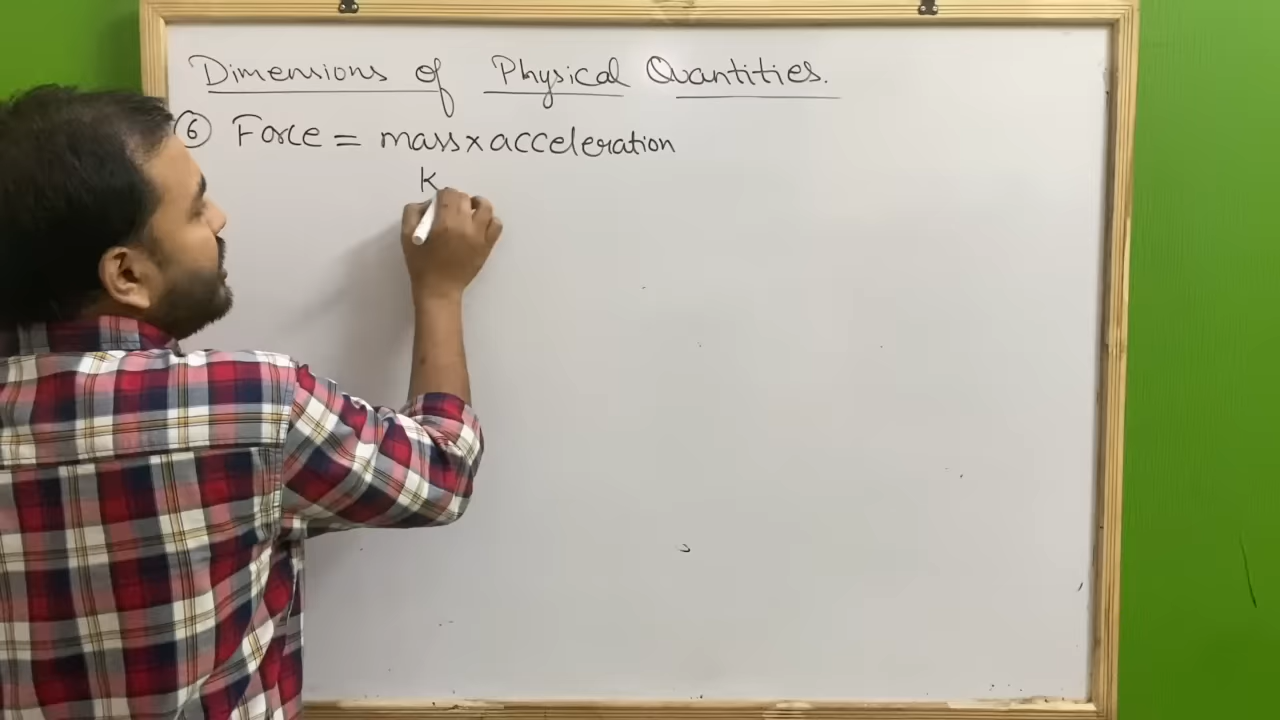 Dimensions of Physical Quantities.
6 Force = mass x acceleration
K